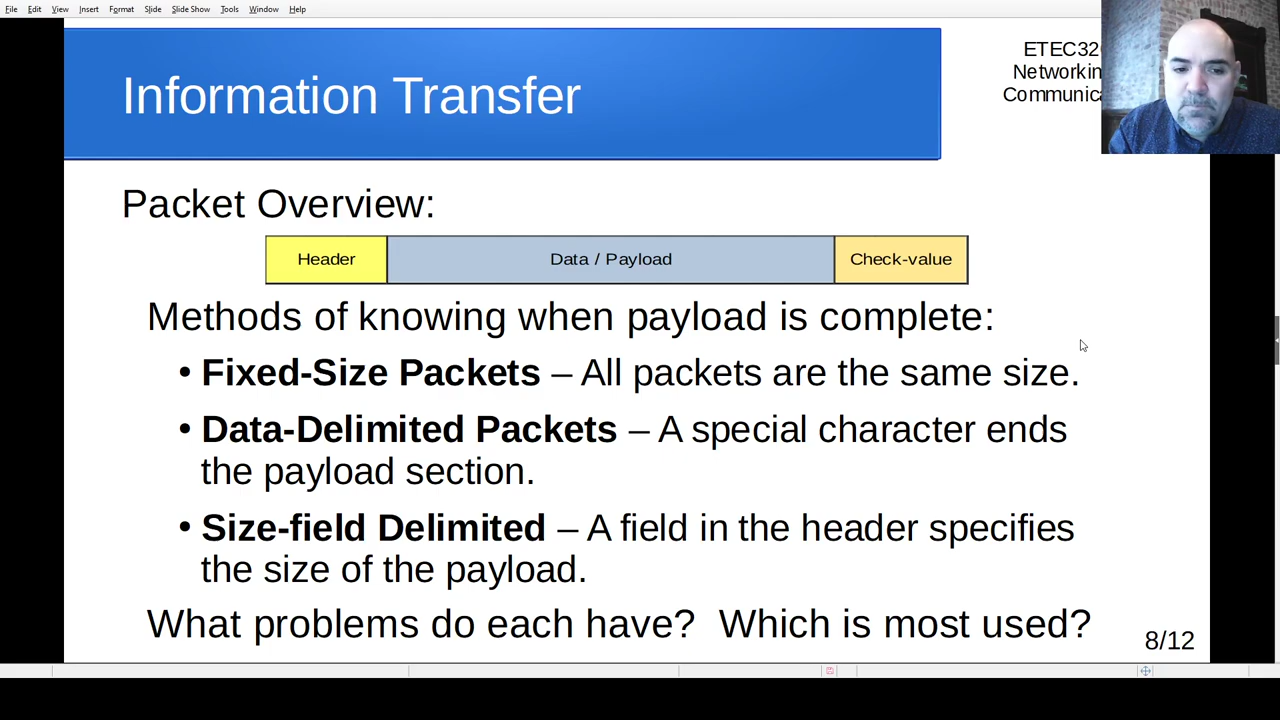 File Edit View Insert Format Slide Slide Show Tools Window Help
Information Transfer
ETEC32
Networkin
Communica
Packet Overview:
Header Data / Payload Check-value
Methods of knowing when payload is complete:
• Fixed-Size Packets – All packets are the same size.
• Data-Delimited Packets – A special character ends
the payload section.
• Size-field Delimited – A field in the header specifies
the size of the payload.
What problems do each have? Which is most used?
8/12